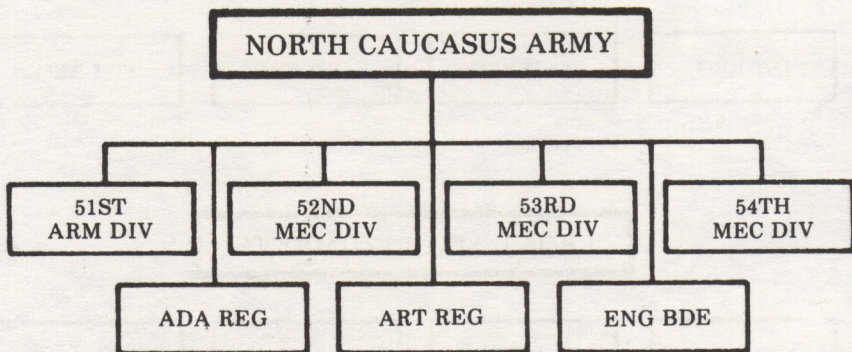 NORTH CAUCASUS ARMY
51ST
ARM DIV
52ND
MEC DIV
53RD
MEC DIV
54TH
MEC DIV
ADA REG
ART REG
ENG BDE